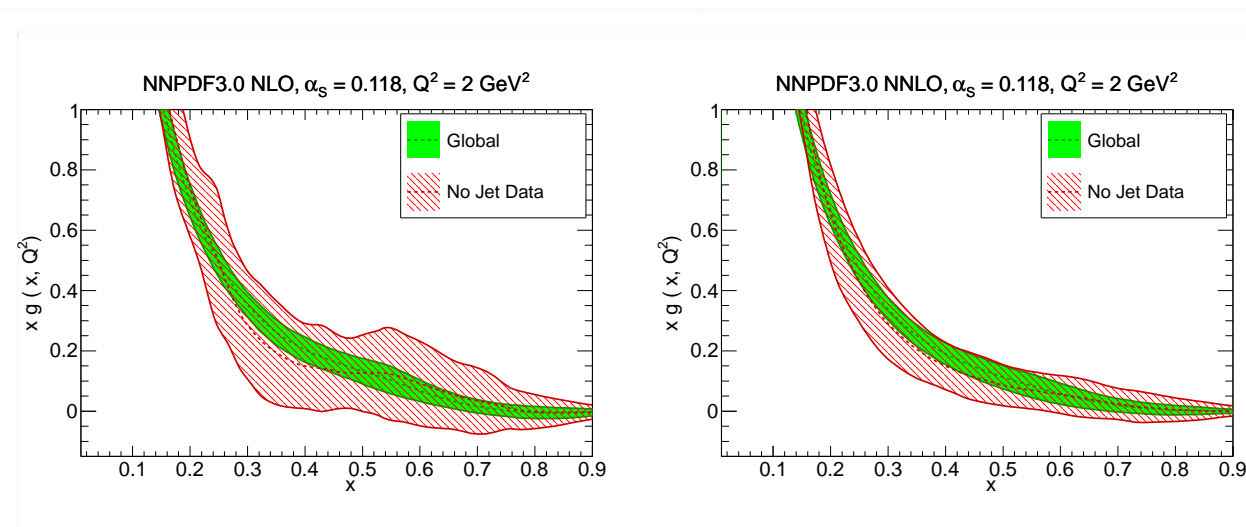 NNPDF3.0 NLO, αS = 0.118, Q² = 2 GeV²
1
0.8
0.6
0.4
0.2
0
x g ( x, Q²)
Global
No Jet Data
0.1 0.2 0.3 0.4 0.5 0.6 0.7 0.8 0.9
x
NNPDF3.0 NNLO, αS = 0.118, Q² = 2 GeV²
1
0.8
0.6
0.4
0.2
0
x g ( x, Q²)
Global
No Jet Data
0.1 0.2 0.3 0.4 0.5 0.6 0.7 0.8 0.9
x